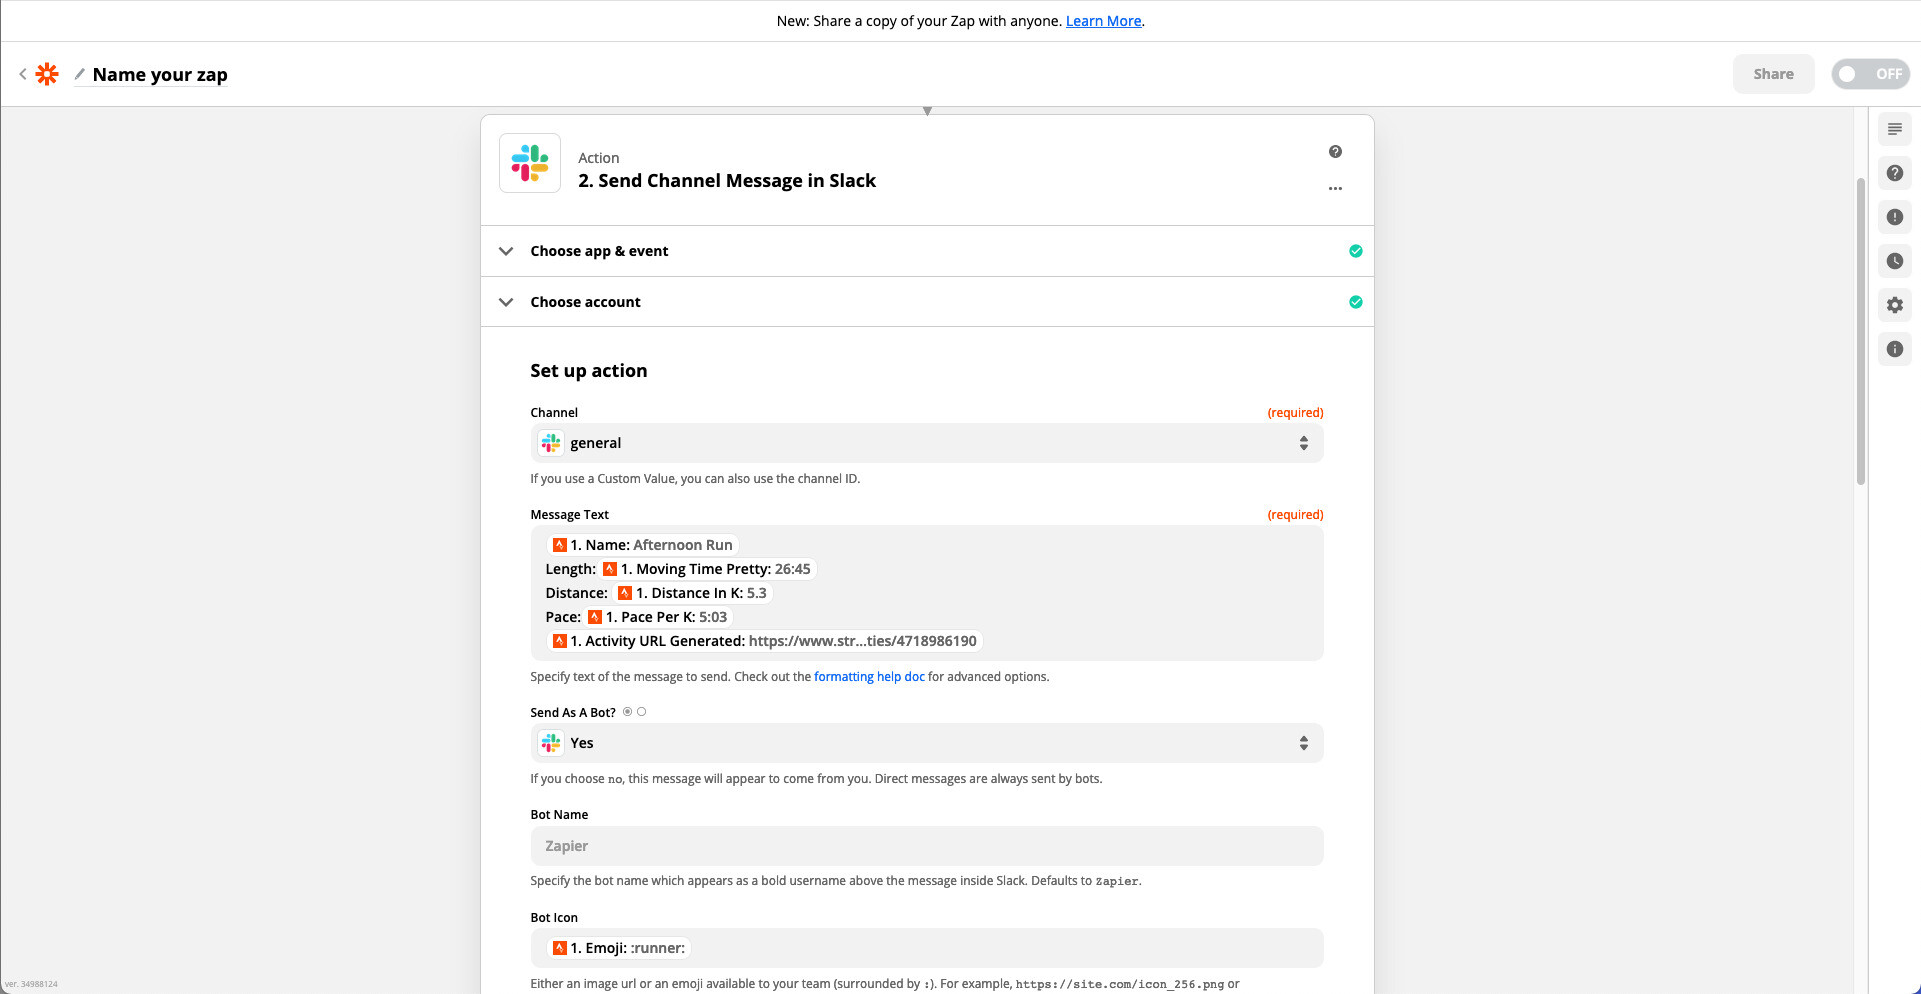 New: Share a copy of your Zap with anyone. Learn More.
Name your zap
Share
OFF
Action
2. Send Channel Message in Slack
Choose app & event
Choose account
Set up action
Channel (required)
general
If you use a Custom Value, you can also use the channel ID.
Message Text (required)
1. Name: Afternoon Run
Length: 1. Moving Time Pretty: 26:45
Distance: 1. Distance In K: 5.3
Pace: 1. Pace Per K: 5:03
1. Activity URL Generated: https://www.str...ties/4718986190
Specify text of the message to send. Check out the formatting help doc for advanced options.
Send As A Bot?
Yes
If you choose no, this message will appear to come from you. Direct messages are always sent by bots.
Bot Name
Zapier
Specify the bot name which appears as a bold username above the message inside Slack. Defaults to Zapier.
Bot Icon
1. Emoji: :runner:
Either an image url or an emoji available to your team (surrounded by :). For example, https://site.com/icon_256.png or
ver. 34988124